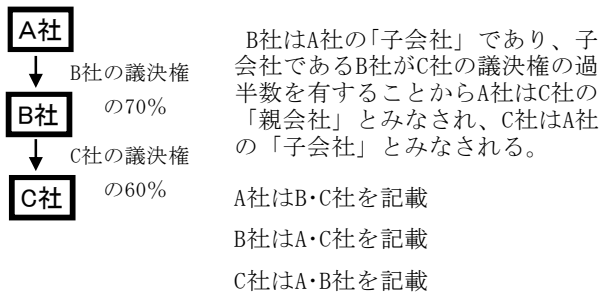 A社
B社の議決権
の70%
B社
C社の議決権
の60%
C社
B社はA社の「子会社」であり、子
会社であるB社がC社の議決権の過
半数を有することからA社はC社の
「親会社」とみなされ、C社はA社
の「子会社」とみなされる。
A社はB･C社を記載
B社はA･C社を記載
C社はA･B社を記載